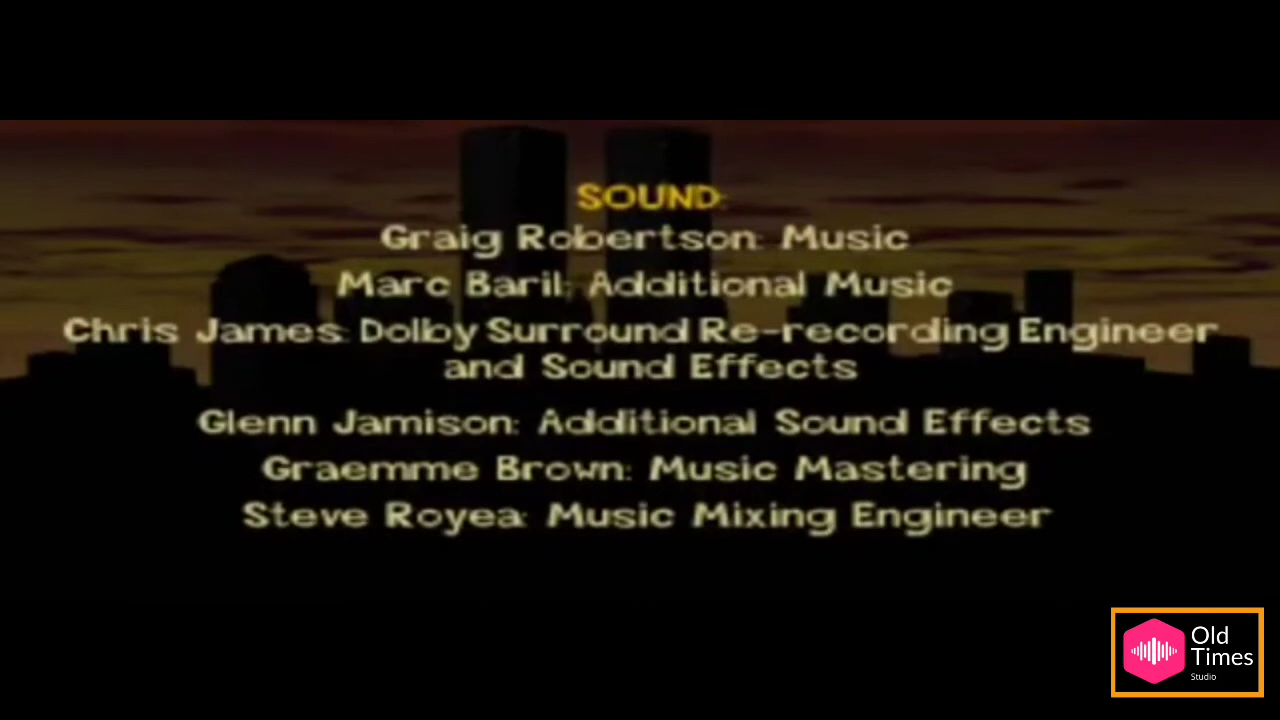 SOUND:
Graig Robertson: Music
Marc Baril: Additional Music
Chris James: Dolby Surround Re-recording Engineer
and Sound Effects
Glenn Jamison: Additional Sound Effects
Graemme Brown: Music Mastering
Steve Royea: Music Mixing Engineer
Old
Times
Studio